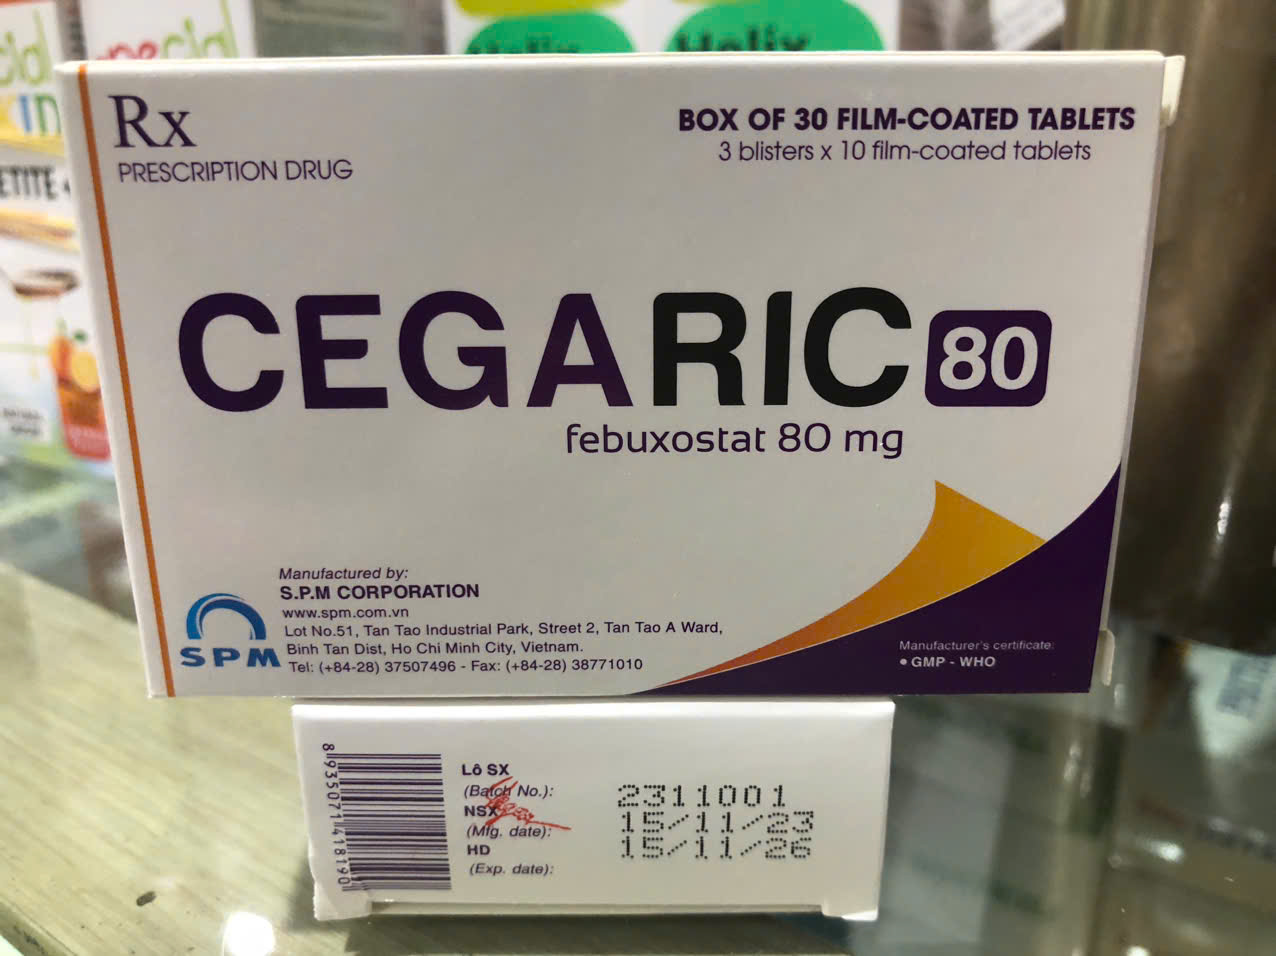 Rx
PRESCRIPTION DRUG
BOX OF 30 FILM-COATED TABLETS
3 blisters x 10 film-coated tablets
CEGARIC 80
febuxostat 80 mg
Manufactured by:
S.P.M CORPORATION
www.spm.com.vn
Lot No.51, Tan Tao Industrial Park, Street 2, Tan Tao A Ward,
Binh Tan Dist, Ho Chi Minh City, Vietnam.
Tel: (+84-28) 37507496 - Fax: (+84-28) 38771010
SPM
Manufacturer's certificate:
• GMP - WHO
8 935071 418190
Lô SX
(Batch No.): 2311001
NSX
(Mfg. date): 15/11/23
HD
(Exp. date): 15/11/26